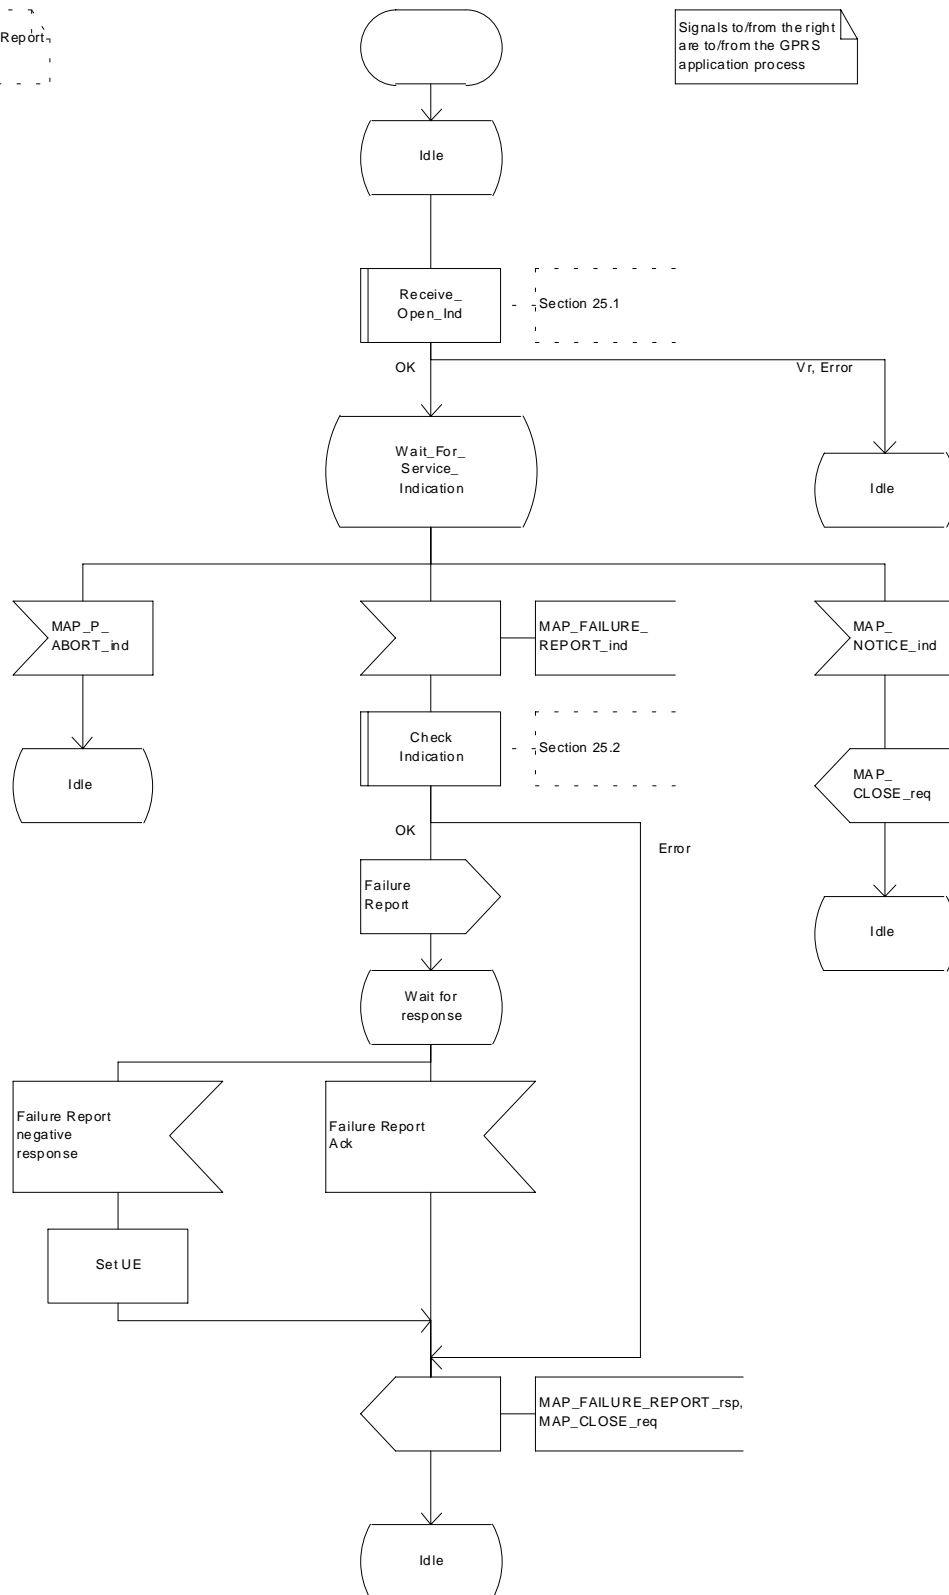 Report
Signals to/from the right
are to/from the GPRS
application process
Idle
Receive_
Open_Ind
Section 25.1
OK
Vr, Error
Wait_For_
Service_
Indication
Idle
MAP_P_
ABORT_ind
MAP_FAILURE_
REPORT_ind
MAP_
NOTICE_ind
Check
Indication
Section 25.2
Idle
MAP_
CLOSE_req
OK
Error
Failure
Report
Idle
Wait for
response
Failure Report
negative
response
Failure Report
Ack
Set UE
MAP_FAILURE_REPORT_rsp,
MAP_CLOSE_req
Idle